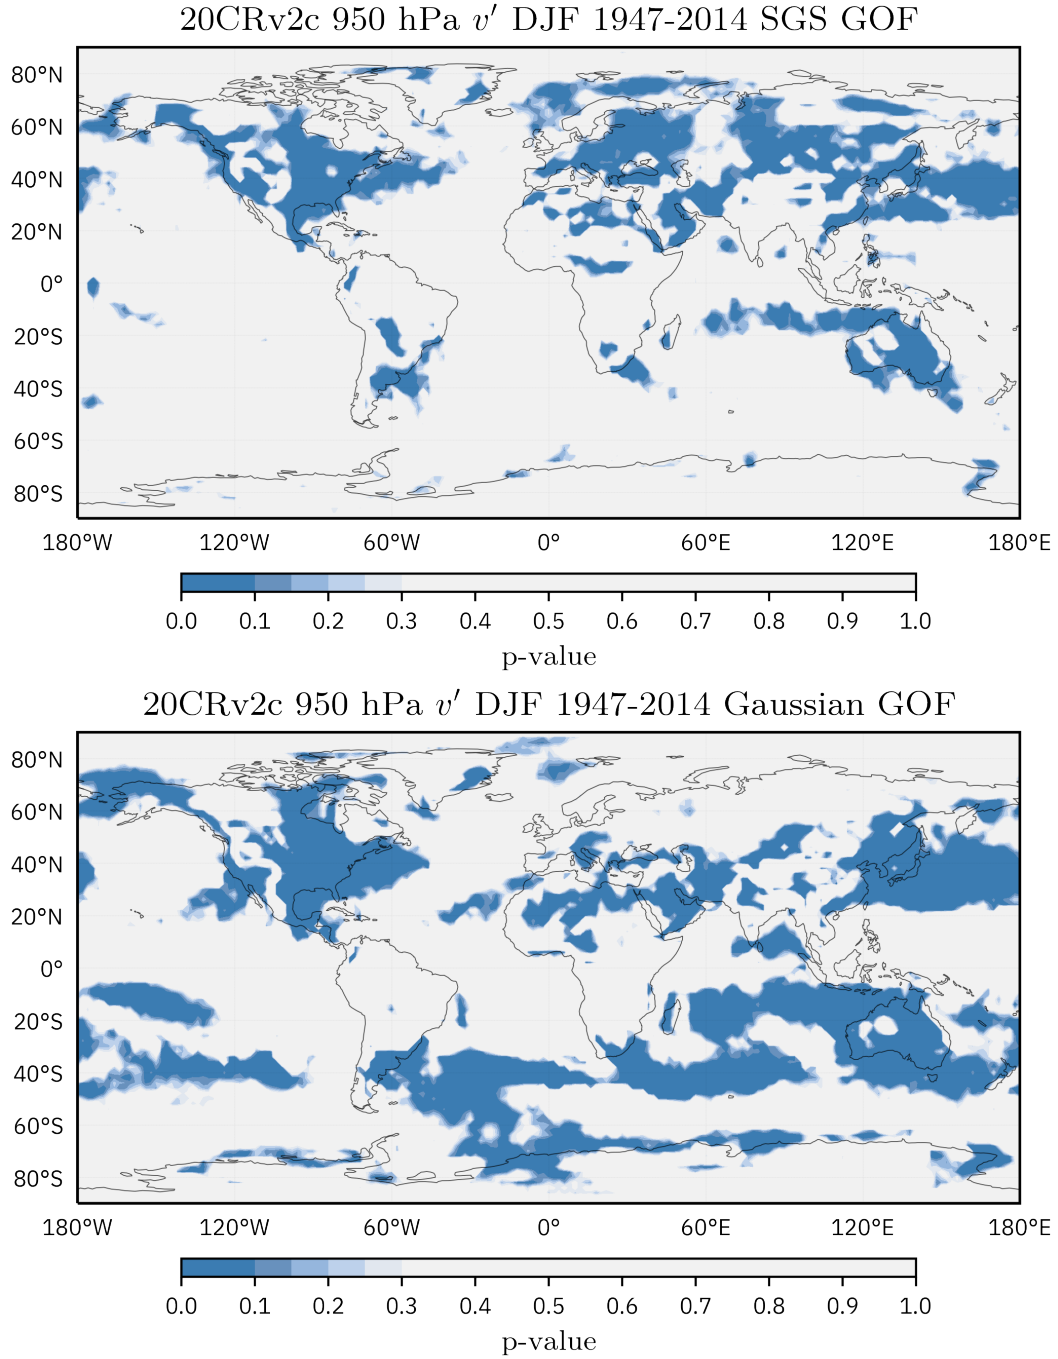 20CRv2c 950 hPa v′ DJF 1947-2014 SGS GOF
80°N
60°N
40°N
20°N
0°
20°S
40°S
60°S
80°S
180°W 120°W 60°W 0° 60°E 120°E 180°E
0.0 0.1 0.2 0.3 0.4 0.5 0.6 0.7 0.8 0.9 1.0
p-value
20CRv2c 950 hPa v′ DJF 1947-2014 Gaussian GOF
80°N
60°N
40°N
20°N
0°
20°S
40°S
60°S
80°S
180°W 120°W 60°W 0° 60°E 120°E 180°E
0.0 0.1 0.2 0.3 0.4 0.5 0.6 0.7 0.8 0.9 1.0
p-value